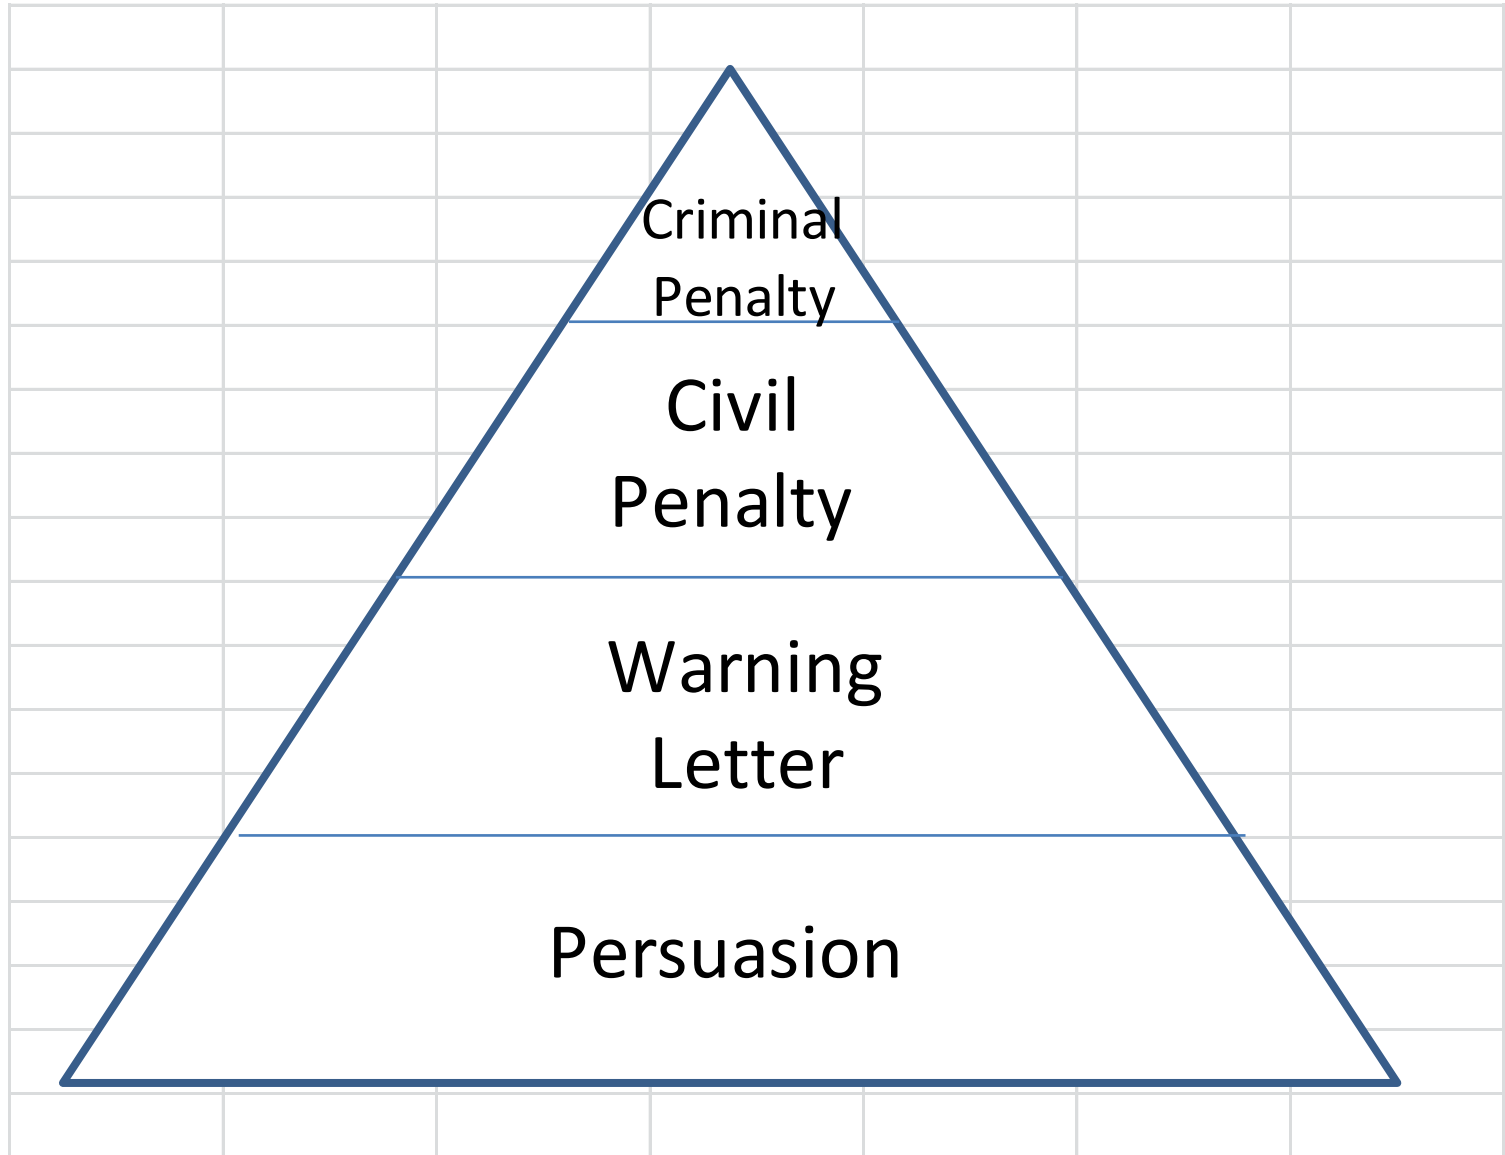 Criminal
Penalty
Civil
Penalty
Warning
Letter
Persuasion